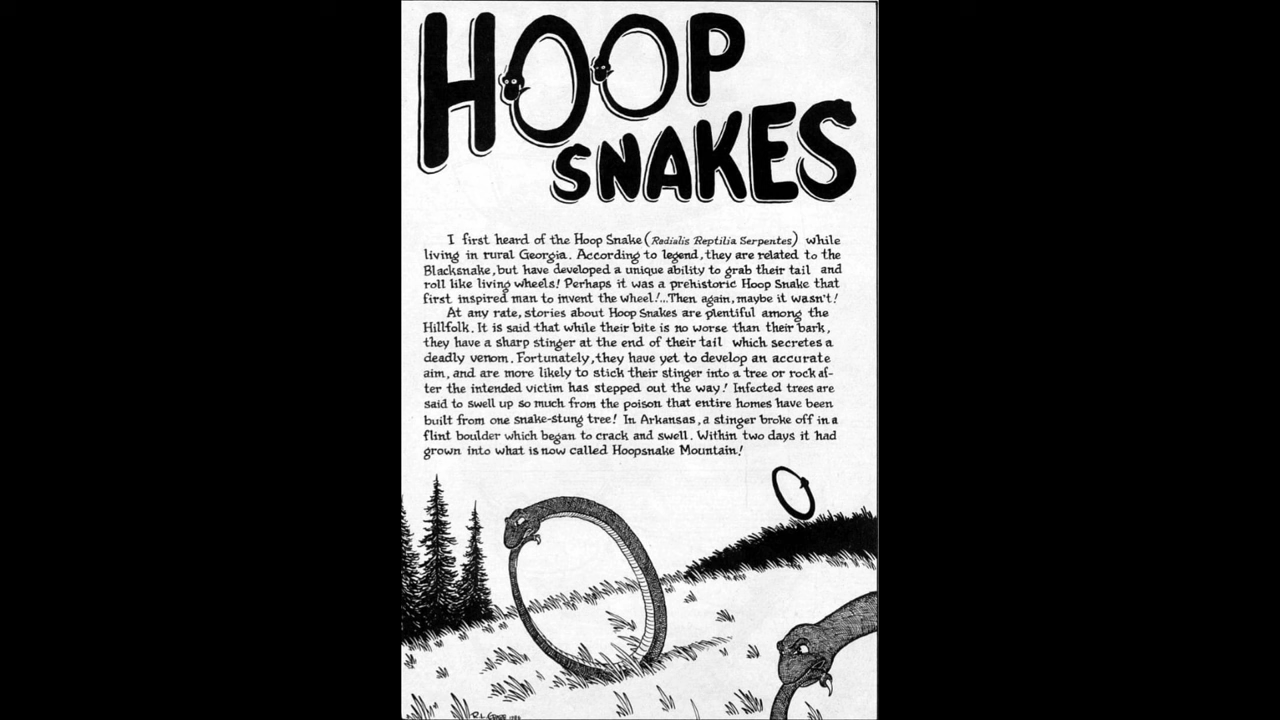 HOOP
SNAKES
I first heard of the Hoop Snake (Radialis Reptilia Serpentes) while
living in rural Georgia. According to legend, they are related to the
Blacksnake, but have developed a unique ability to grab their tail and
roll like living wheels! Perhaps it was a prehistoric Hoop Snake that
first inspired man to invent the wheel!...Then again, maybe it wasn't!
At any rate, stories about Hoop Snakes are plentiful among the
Hillfolk. It is said that while their bite is no worse than their bark,
they have a sharp stinger at the end of their tail which secretes a
deadly venom. Fortunately, they have yet to develop an accurate
aim, and are more likely to stick their stinger into a tree or rock af-
ter the intended victim has stepped out the way! Infected trees are
said to swell up so much from the poison that entire homes have been
built from one snake-stung tree! In Arkansas, a stinger broke off in a
flint boulder which began to crack and swell. Within two days it had
grown into what is now called Hoopsnake Mountain!
R.L.